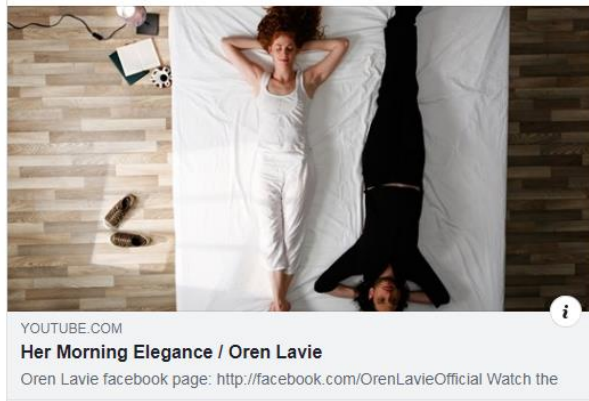 i
YOUTUBE.COM
Her Morning Elegance / Oren Lavie
Oren Lavie facebook page: http://facebook.com/OrenLavieOfficial Watch the